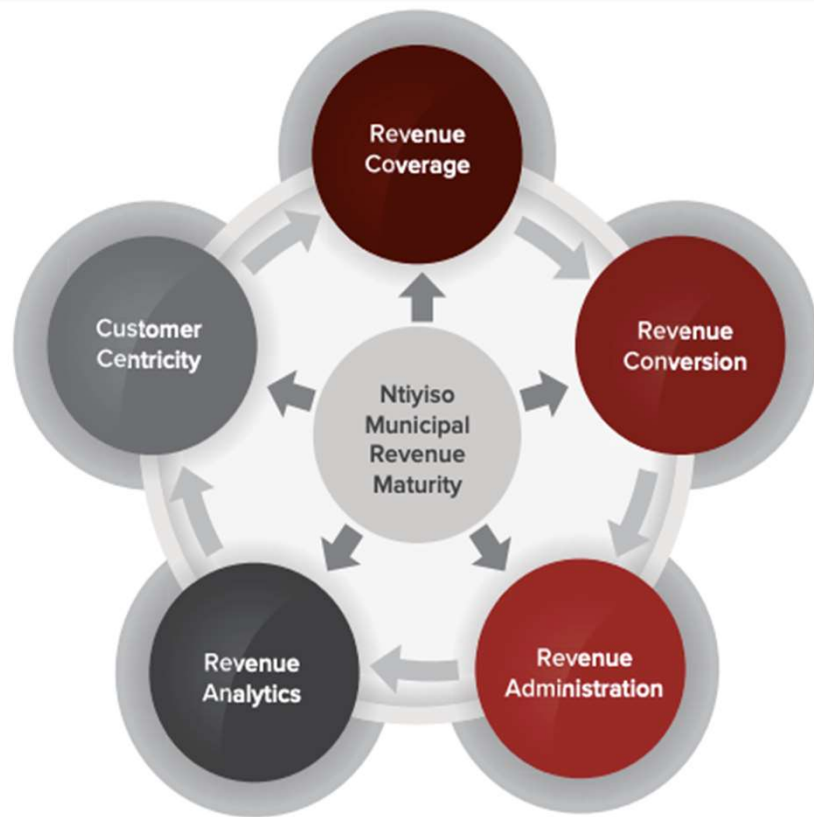 Revenue
Coverage
Customer
Centricity
Revenue
Conversion
Ntiyiso
Municipal
Revenue
Maturity
Revenue
Analytics
Revenue
Administration